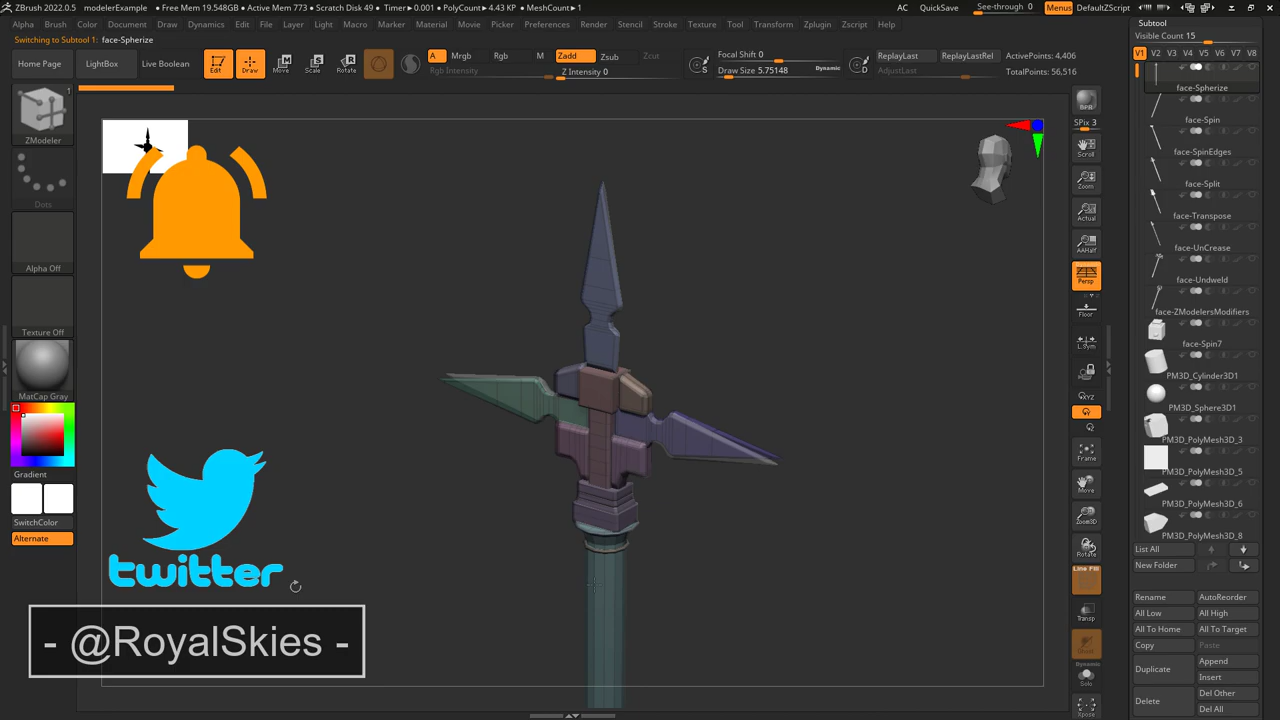 ZBrush 2022.0.5 modelerExample • Free Mem 19.548GB • Active Mem 773 • Scratch Disk 49 • Timer▸0.001 • PolyCount▸4.43 KP • MeshCount▸1 AC QuickSave See-through 0 Menus DefaultZScript
Alpha Brush Color Document Draw Dynamics Edit File Layer Light Macro Marker Material Movie Picker Preferences Render Stencil Stroke Texture Tool Transform Zplugin Zscript Help
Switching to Subtool 1: face-Spherize
Home Page LightBox Live Boolean Edit Draw Move Scale Rotate
A Mrgb Rgb M Zadd Zsub Zcut
Rgb Intensity Z Intensity 0
Focal Shift 0
Draw Size 5.75148 Dynamic
S D
ReplayLast ReplayLastRel ActivePoints: 4,406
AdjustLast TotalPoints: 56,516
1
ZModeler
Dots
Alpha Off
Texture Off
MatCap Gray
Gradient
SwitchColor
Alternate
twitter
- @RoyalSkies -
BPR
SPix 3
Scroll
Zoom
Actual
AAHalf
Persp
Floor
L.Sym
XYZ
Y
Z
Frame
Move
Zoom3D
Rotate
Line Fill
Transp
Ghost
Dynamic
Solo
Xpose
Subtool
Visible Count 15
V1 V2 V3 V4 V5 V6 V7 V8
face-Spherize
face-Spin
face-SpinEdges
face-Split
face-Transpose
face-UnCrease
face-Undweld
face-ZModelersModifiers
face-Spin7
PM3D_Cylinder3D1
PM3D_Sphere3D1
PM3D_PolyMesh3D_3
PM3D_PolyMesh3D_5
PM3D_PolyMesh3D_6
PM3D_PolyMesh3D_8
List All
New Folder
Rename AutoReorder
All Low All High
All To Home All To Target
Copy Paste
Duplicate Append
Insert
Delete Del Other
Del All